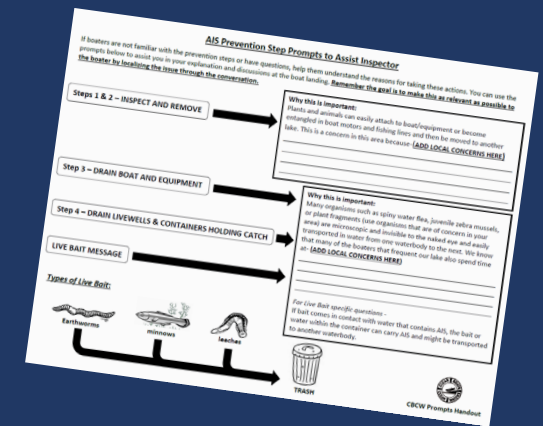 AIS Prevention Step Prompts to Assist Inspector
If boaters are not familiar with the prevention steps or have questions, help them understand the reasons for taking these actions. You can use the
prompts below to assist you in your explanation and discussions at the boat landing. Remember the goal is to make this as relevant as possible to
the boater by localizing the issue through the conversation.
Steps 1 & 2 – INSPECT AND REMOVE
Why this is important:
Plants and animals can easily attach to boat/equipment or become
entangled in boat motors and fishing lines and then be moved to another
lake. This is a concern in this area because-(ADD LOCAL CONCERNS HERE)
Step 3 – DRAIN BOAT AND EQUIPMENT
Step 4 – DRAIN LIVEWELLS & CONTAINERS HOLDING CATCH
LIVE BAIT MESSAGE
Why this is important:
Many organisms such as spiny water flea, juvenile zebra mussels,
or plant fragments (use organisms that are of concern in your
area) are microscopic and invisible to the naked eye and easily
transported in water from one waterbody to the next. We know
that many of the boaters that frequent our lake also spend time
at- (ADD LOCAL CONCERNS HERE)
For Live Bait specific questions -
If bait comes in contact with water that contains AIS, the bait or
water within the container can carry AIS and might be transported
to another waterbody.
Types of Live Bait:
Earthworms
minnows
leeches
TRASH
CBCW Prompts Handout